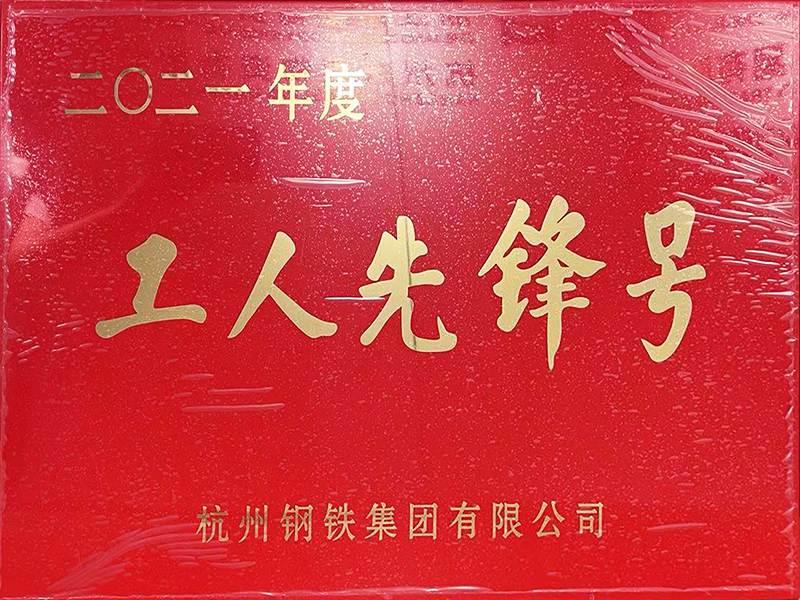 二〇二一年度
工人先锋号
杭州钢铁集团有限公司